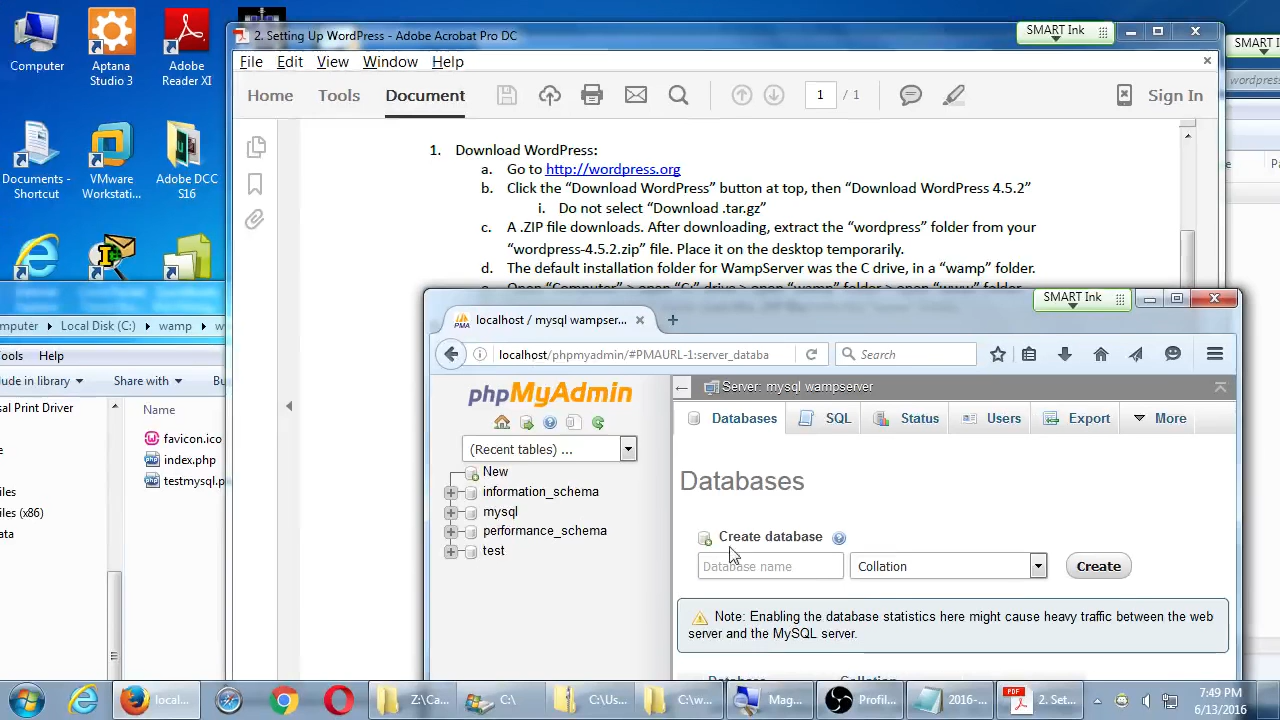 Computer
Aptana
Studio 3
Adobe
Reader XI
Documents -
Shortcut
VMware
Workstati...
Adobe DCC
S16
2. Setting Up WordPress - Adobe Acrobat Pro DC
SMART Ink
SMART Ink
File Edit View Window Help
Home Tools Document 1 / 1 Sign In
1. Download WordPress:
a. Go to http://wordpress.org
b. Click the “Download WordPress” button at top, then “Download WordPress 4.5.2”
i. Do not select “Download .tar.gz”
c. A .ZIP file downloads. After downloading, extract the “wordpress” folder from your
“wordpress-4.5.2.zip” file. Place it on the desktop temporarily.
d. The default installation folder for WampServer was the C drive, in a “wamp” folder.
wordpress
mputer Local Disk (C:) wamp w
ools Help
ude in library Share with Bu
sal Print Driver
Name
favicon.ico
index.php
testmysql.p
iles
iles (x86)
ata
SMART Ink
localhost / mysql wampser...
localhost/phpmyadmin/#PMAURL-1:server_databa
Search
phpMyAdmin
(Recent tables) ...
New
information_schema
mysql
performance_schema
test
Server: mysql wampserver
Databases SQL Status Users Export More
Databases
Create database
Database name Collation Create
Note: Enabling the database statistics here might cause heavy traffic between the web
server and the MySQL server.
local... Z:\Ca... C:\ C:\Us... C:\w... Mag... Profil... 2016-... 2. Set...
7:49 PM
6/13/2016